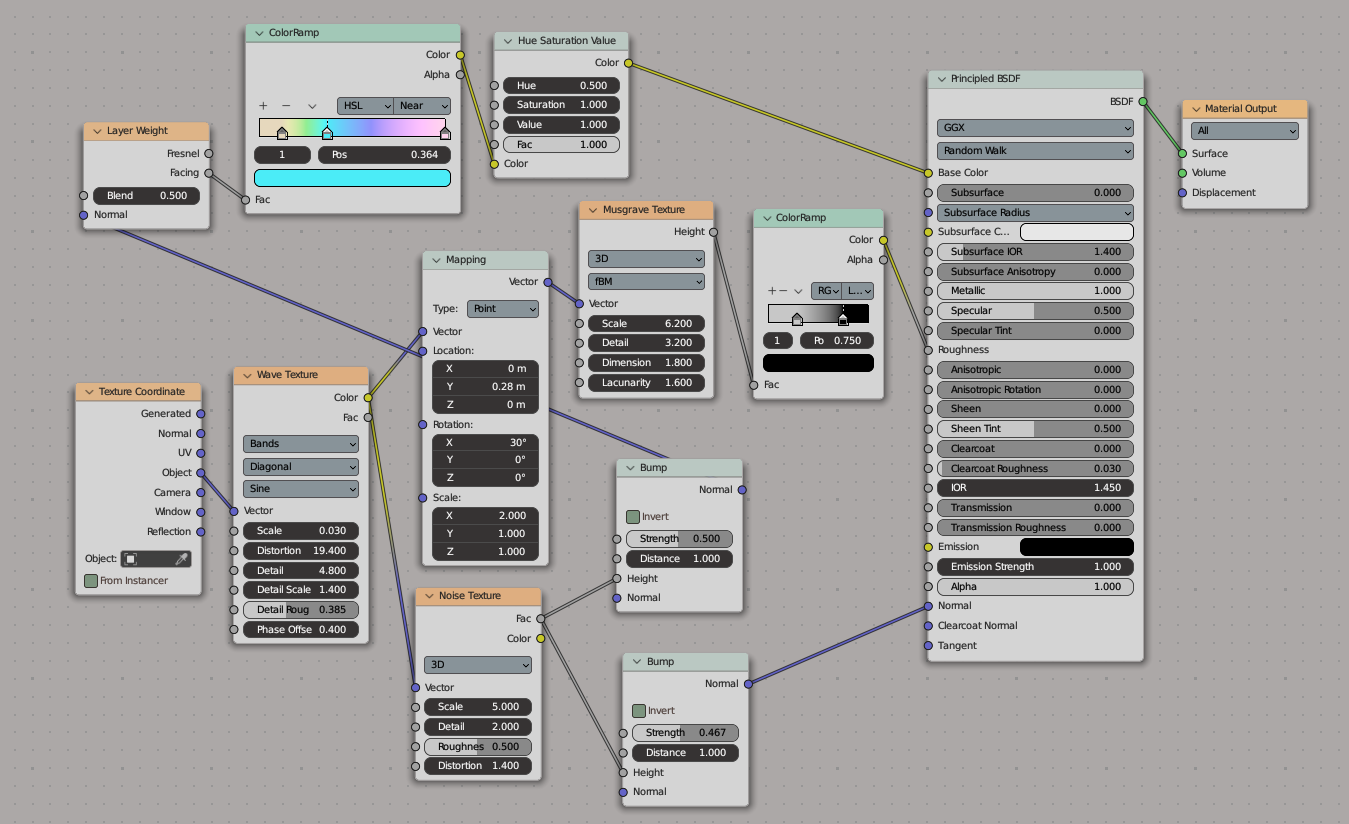 ColorRamp
Color
Alpha
HSL Near
1 Pos 0.364
Fac
Hue Saturation Value
Color
Hue 0.500
Saturation 1.000
Value 1.000
Fac 1.000
Color
Layer Weight
Fresnel
Facing
Blend 0.500
Normal
Principled BSDF
BSDF
GGX
Random Walk
Base Color
Subsurface 0.000
Subsurface Radius
Subsurface C...
Subsurface IOR 1.400
Subsurface Anisotropy 0.000
Metallic 1.000
Specular 0.500
Specular Tint 0.000
Roughness
Anisotropic 0.000
Anisotropic Rotation 0.000
Sheen 0.000
Sheen Tint 0.500
Clearcoat 0.000
Clearcoat Roughness 0.030
IOR 1.450
Transmission 0.000
Transmission Roughness 0.000
Emission
Emission Strength 1.000
Alpha 1.000
Normal
Clearcoat Normal
Tangent
Material Output
All
Surface
Volume
Displacement
Musgrave Texture
Height
3D
fBM
Vector
Scale 6.200
Detail 3.200
Dimension 1.800
Lacunarity 1.600
ColorRamp
Color
Alpha
RG L...
1 Po 0.750
Fac
Mapping
Vector
Type: Point
Vector
Location:
X 0 m
Y 0.28 m
Z 0 m
Rotation:
X 30°
Y 0°
Z 0°
Scale:
X 2.000
Y 1.000
Z 1.000
Texture Coordinate
Generated
Normal
UV
Object
Camera
Window
Reflection
Object:
From Instancer
Wave Texture
Color
Fac
Bands
Diagonal
Sine
Vector
Scale 0.030
Distortion 19.400
Detail 4.800
Detail Scale 1.400
Detail Roug 0.385
Phase Offse 0.400
Bump
Normal
Invert
Strength 0.500
Distance 1.000
Height
Normal
Noise Texture
Fac
Color
3D
Vector
Scale 5.000
Detail 2.000
Roughnes 0.500
Distortion 1.400
Bump
Normal
Invert
Strength 0.467
Distance 1.000
Height
Normal